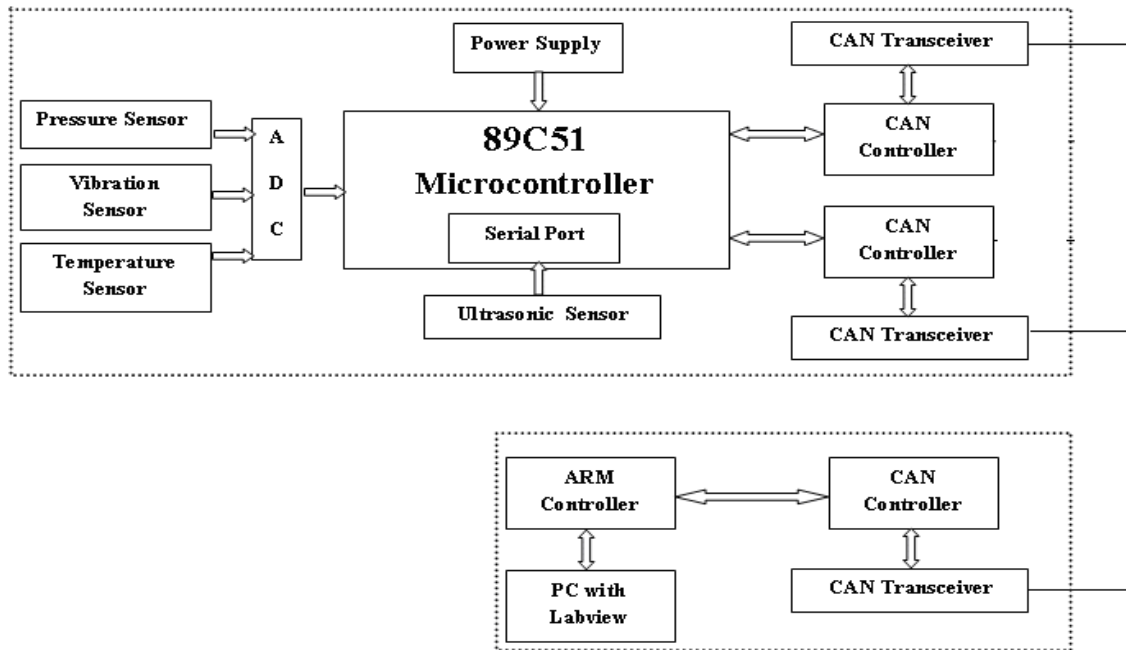 Power Supply
CAN Transceiver
Pressure Sensor
A
D
C
89C51
Microcontroller
CAN
Controller
Vibration
Sensor
Serial Port
CAN
Controller
Temperature
Sensor
Ultrasonic Sensor
CAN Transceiver
ARM
Controller
CAN
Controller
PC with
Labview
CAN Transceiver